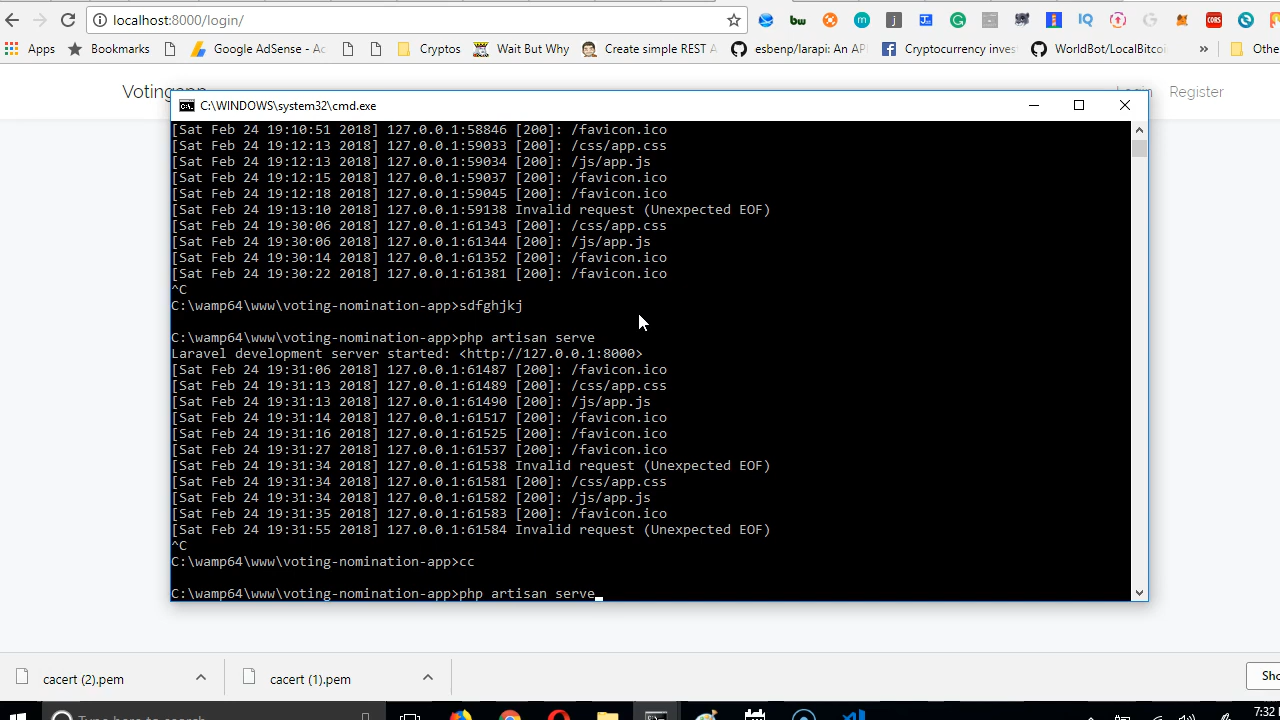 localhost:8000/login/
bw
IQ
CORS
Apps
Bookmarks
Google AdSense - Ac
Crypt
Wait But Why
Create simple REST A
esbenp/larapi: An AP
Cryptocurrency inves
WorldBot/LocalBitcoi
»
Othe
Votingapp
Login
Register
C:\WINDOWS\system32\cmd.exe
[Sat Feb 24 19:10:51 2018] 127.0.0.1:58846 [200]: /favicon.ico
[Sat Feb 24 19:12:13 2018] 127.0.0.1:59033 [200]: /css/app.css
[Sat Feb 24 19:12:13 2018] 127.0.0.1:59034 [200]: /js/app.js
[Sat Feb 24 19:12:15 2018] 127.0.0.1:59037 [200]: /favicon.ico
[Sat Feb 24 19:12:18 2018] 127.0.0.1:59045 [200]: /favicon.ico
[Sat Feb 24 19:13:10 2018] 127.0.0.1:59138 Invalid request (Unexpected EOF)
[Sat Feb 24 19:30:06 2018] 127.0.0.1:61343 [200]: /css/app.css
[Sat Feb 24 19:30:06 2018] 127.0.0.1:61344 [200]: /js/app.js
[Sat Feb 24 19:30:14 2018] 127.0.0.1:61352 [200]: /favicon.ico
[Sat Feb 24 19:30:22 2018] 127.0.0.1:61381 [200]: /favicon.ico
^C
C:\wamp64\www\voting-nomination-app>sdfghjkj
C:\wamp64\www\voting-nomination-app>php artisan serve
Laravel development server started: <http://127.0.0.1:8000>
[Sat Feb 24 19:31:06 2018] 127.0.0.1:61487 [200]: /favicon.ico
[Sat Feb 24 19:31:13 2018] 127.0.0.1:61489 [200]: /css/app.css
[Sat Feb 24 19:31:13 2018] 127.0.0.1:61490 [200]: /js/app.js
[Sat Feb 24 19:31:14 2018] 127.0.0.1:61517 [200]: /favicon.ico
[Sat Feb 24 19:31:16 2018] 127.0.0.1:61525 [200]: /favicon.ico
[Sat Feb 24 19:31:27 2018] 127.0.0.1:61537 [200]: /favicon.ico
[Sat Feb 24 19:31:34 2018] 127.0.0.1:61538 Invalid request (Unexpected EOF)
[Sat Feb 24 19:31:34 2018] 127.0.0.1:61581 [200]: /css/app.css
[Sat Feb 24 19:31:34 2018] 127.0.0.1:61582 [200]: /js/app.js
[Sat Feb 24 19:31:35 2018] 127.0.0.1:61583 [200]: /favicon.ico
[Sat Feb 24 19:31:55 2018] 127.0.0.1:61584 Invalid request (Unexpected EOF)
^C
C:\wamp64\www\voting-nomination-app>cc
C:\wamp64\www\voting-nomination-app>php artisan serve
cacert (2).pem
cacert (1).pem
Sho
Type here to search
7:32